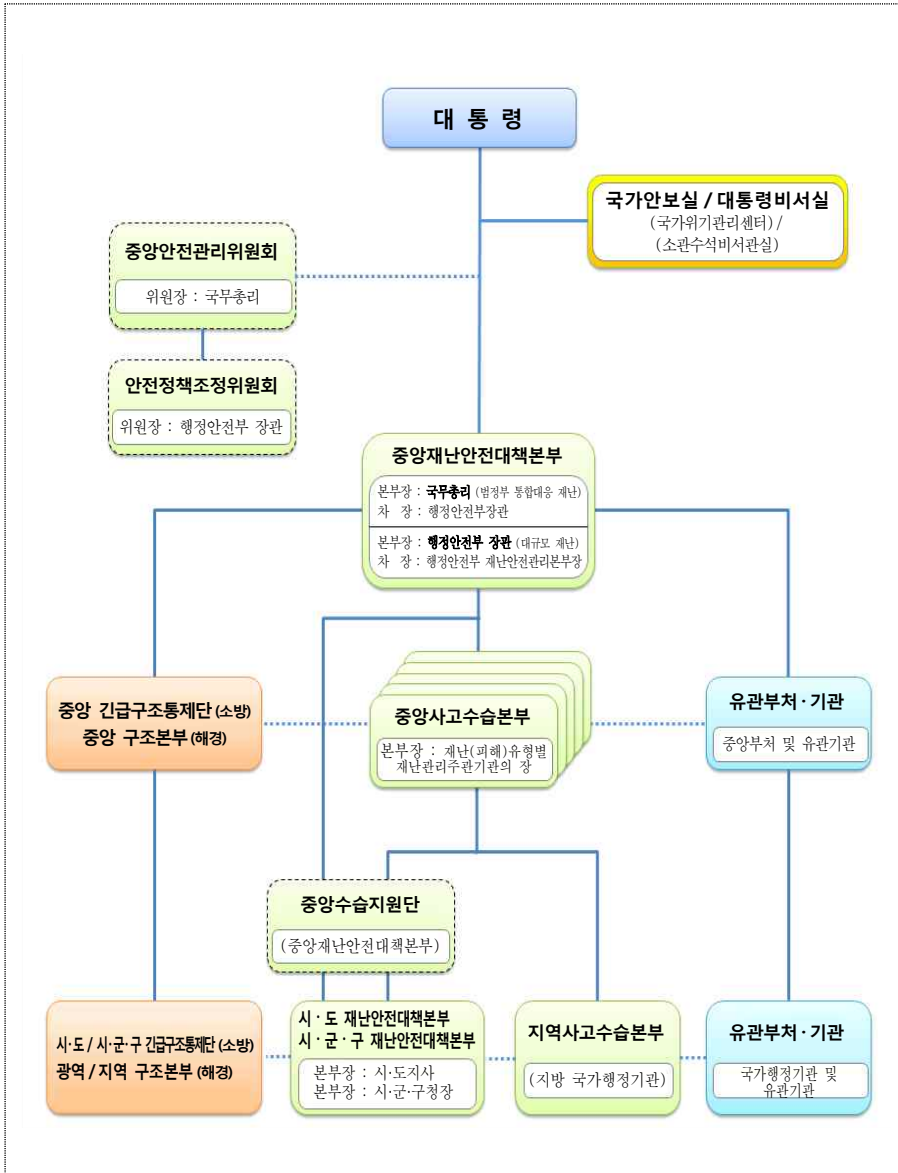 대 통 령
국가안보실 / 대통령비서실
(국가위기관리센터) /
(소관수석비서관실)
중앙안전관리위원회
위원장 : 국무총리
안전정책조정위원회
위원장 : 행정안전부 장관
중앙재난안전대책본부
본부장 : 국무총리 (범정부 통합대응 재난)
차 장 : 행정안전부장관
본부장 : 행정안전부 장관 (대규모 재난)
차 장 : 행정안전부 재난안전관리본부장
중앙 긴급구조통제단 (소방)
중앙 구조본부 (해경)
중앙사고수습본부
본부장 : 재난(피해)유형별
재난관리주관기관의 장
유관부처·기관
중앙부처 및 유관기관
중앙수습지원단
(중앙재난안전대책본부)
시·도 / 시·군·구 긴급구조통제단 (소방)
광역 / 지역 구조본부 (해경)
시·도 재난안전대책본부
시·군·구 재난안전대책본부
본부장 : 시·도지사
본부장 : 시·군·구청장
지역사고수습본부
(지방 국가행정기관)
유관부처·기관
국가행정기관 및
유관기관